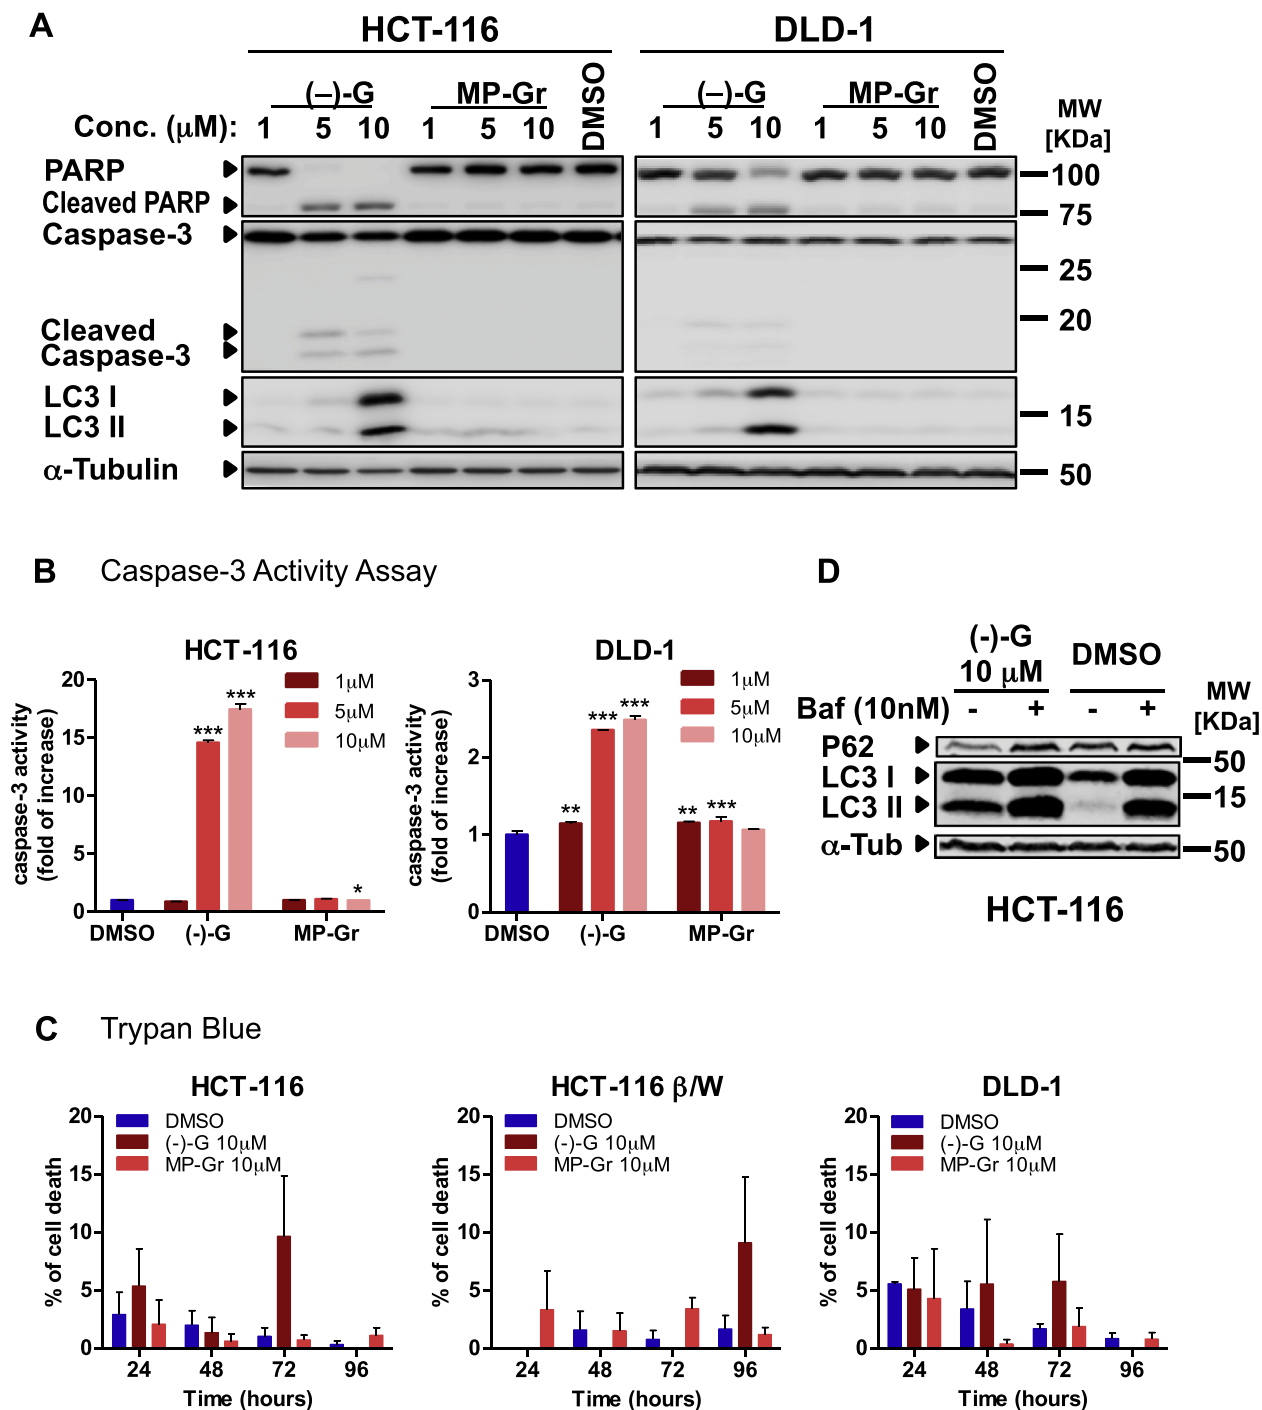 A
HCT-116 DLD-1
(–)-G MP-Gr DMSO (–)-G MP-Gr DMSO
MW
[KDa]
Conc. (μM): 1 5 10 1 5 10 1 5 10 1 5 10
PARP
Cleaved PARP
Caspase-3
Cleaved
Caspase-3
LC3 I
LC3 II
α-Tubulin
100
75
25
20
15
50
B Caspase-3 Activity Assay
HCT-116
caspase-3 activity
(fold of increase)
20
15
10
5
0
1μM
5μM
10μM
*** ***
*
DMSO (-)-G MP-Gr
DLD-1
caspase-3 activity
(fold of increase)
3
2
1
0
1μM
5μM
10μM
** *** *** ** ***
DMSO (-)-G MP-Gr
D
(-)-G
10 μM
DMSO
MW
[KDa]
Baf (10nM) - + - +
P62
LC3 I
LC3 II
α-Tub
50
15
50
HCT-116
C Trypan Blue
HCT-116
% of cell death
20
15
10
5
0
DMSO
(-)-G 10μM
MP-Gr 10μM
24 48 72 96
Time (hours)
HCT-116 β/W
% of cell death
20
15
10
5
0
DMSO
(-)-G 10μM
MP-Gr 10μM
24 48 72 96
Time (hours)
DLD-1
% of cell death
20
15
10
5
0
DMSO
(-)-G 10μM
MP-Gr 10μM
24 48 72 96
Time (hours)